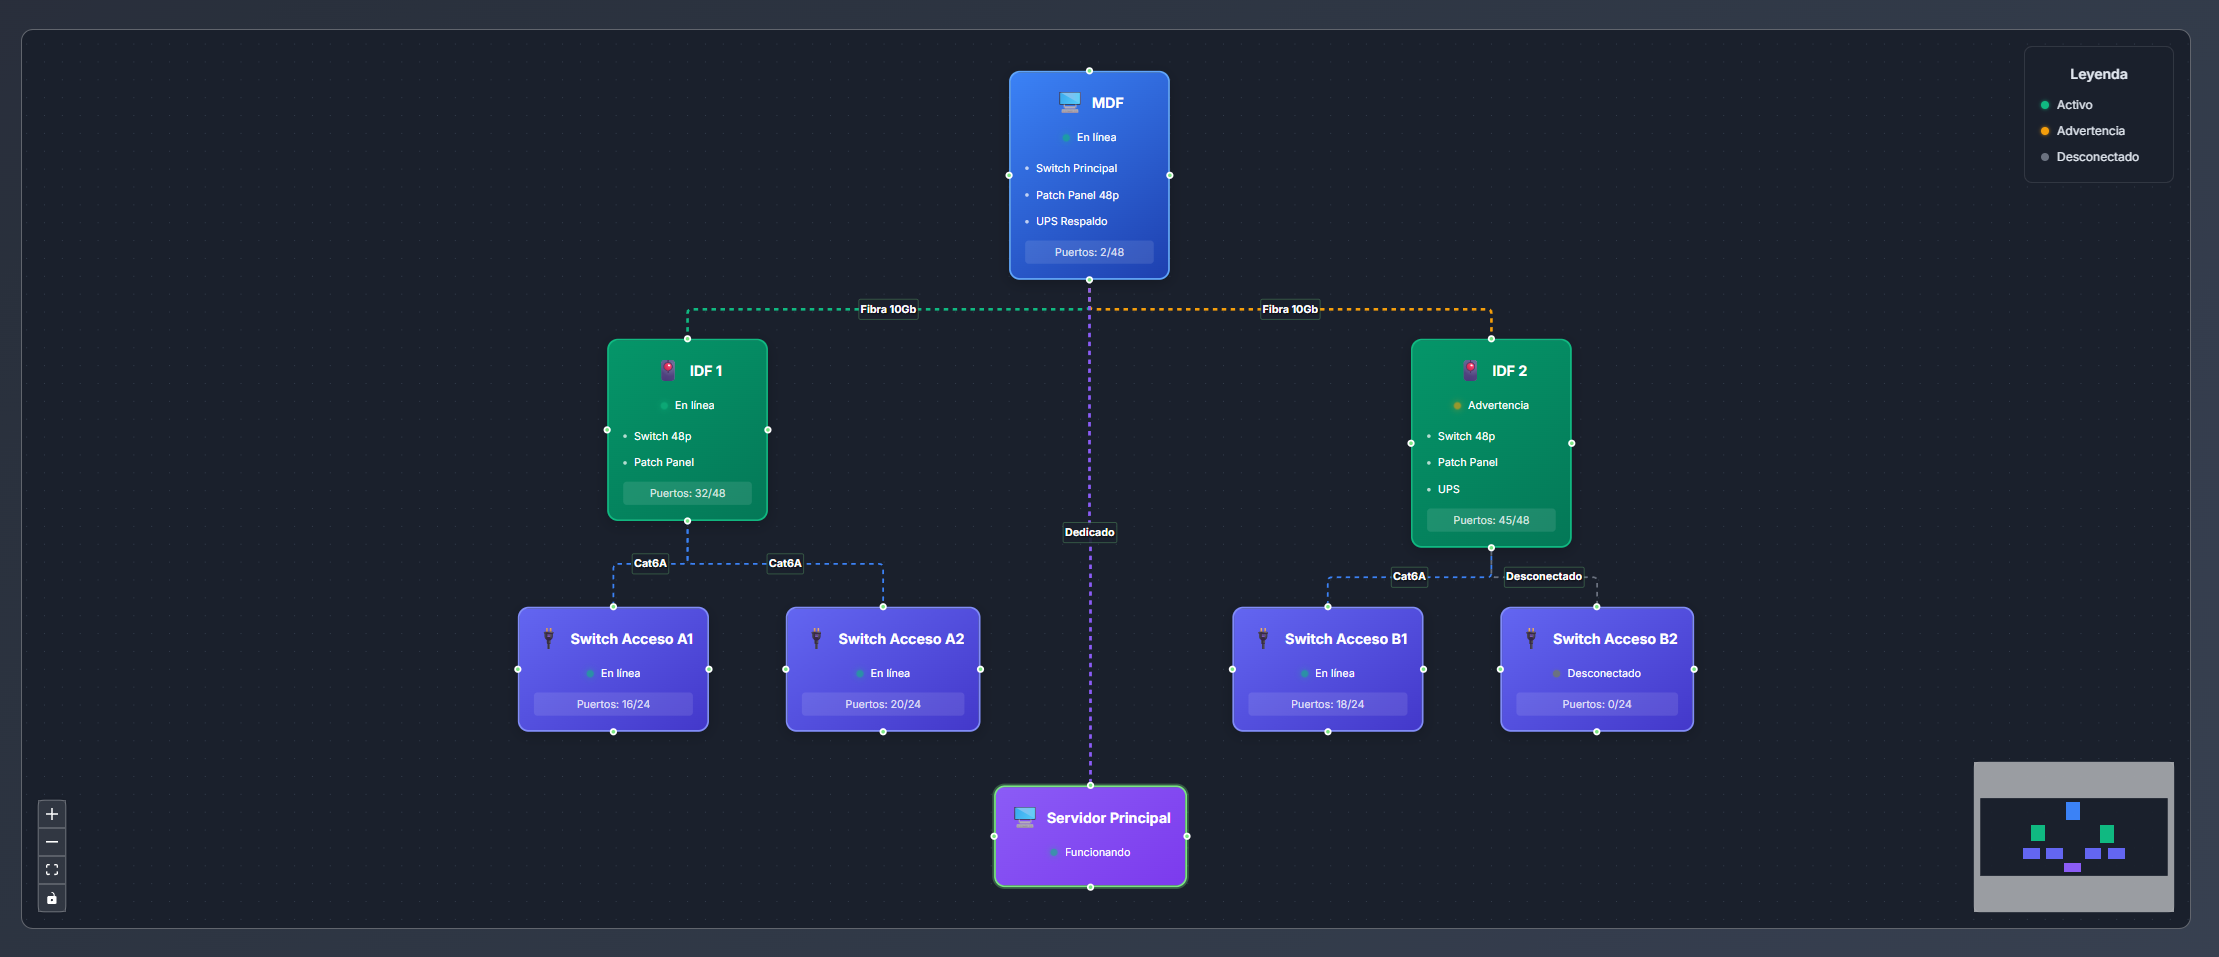 Leyenda
Activo
Advertencia
Desconectado
MDF
En línea
• Switch Principal
• Patch Panel 48p
• UPS Respaldo
Puertos: 2/48
Fibra 10Gb
Fibra 10Gb
IDF 1
En línea
• Switch 48p
• Patch Panel
Puertos: 32/48
IDF 2
Advertencia
• Switch 48p
• Patch Panel
• UPS
Puertos: 45/48
Dedicado
Cat6A
Cat6A
Cat6A
Desconectado
Switch Acceso A1
En línea
Puertos: 16/24
Switch Acceso A2
En línea
Puertos: 20/24
Switch Acceso B1
En línea
Puertos: 18/24
Switch Acceso B2
Desconectado
Puertos: 0/24
Servidor Principal
Funcionando